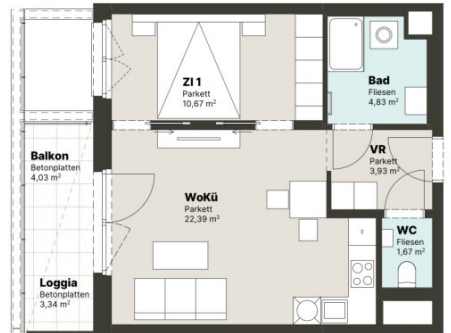 ZI 1
Parkett
10,67 m²
Bad
Fliesen
4,83 m²
Balkon
Betonplatten
4,03 m²
VR
Parkett
3,93 m²
WoKü
Parkett
22,39 m²
WC
Fliesen
1,67 m²
Loggia
Betonplatten
3,34 m²